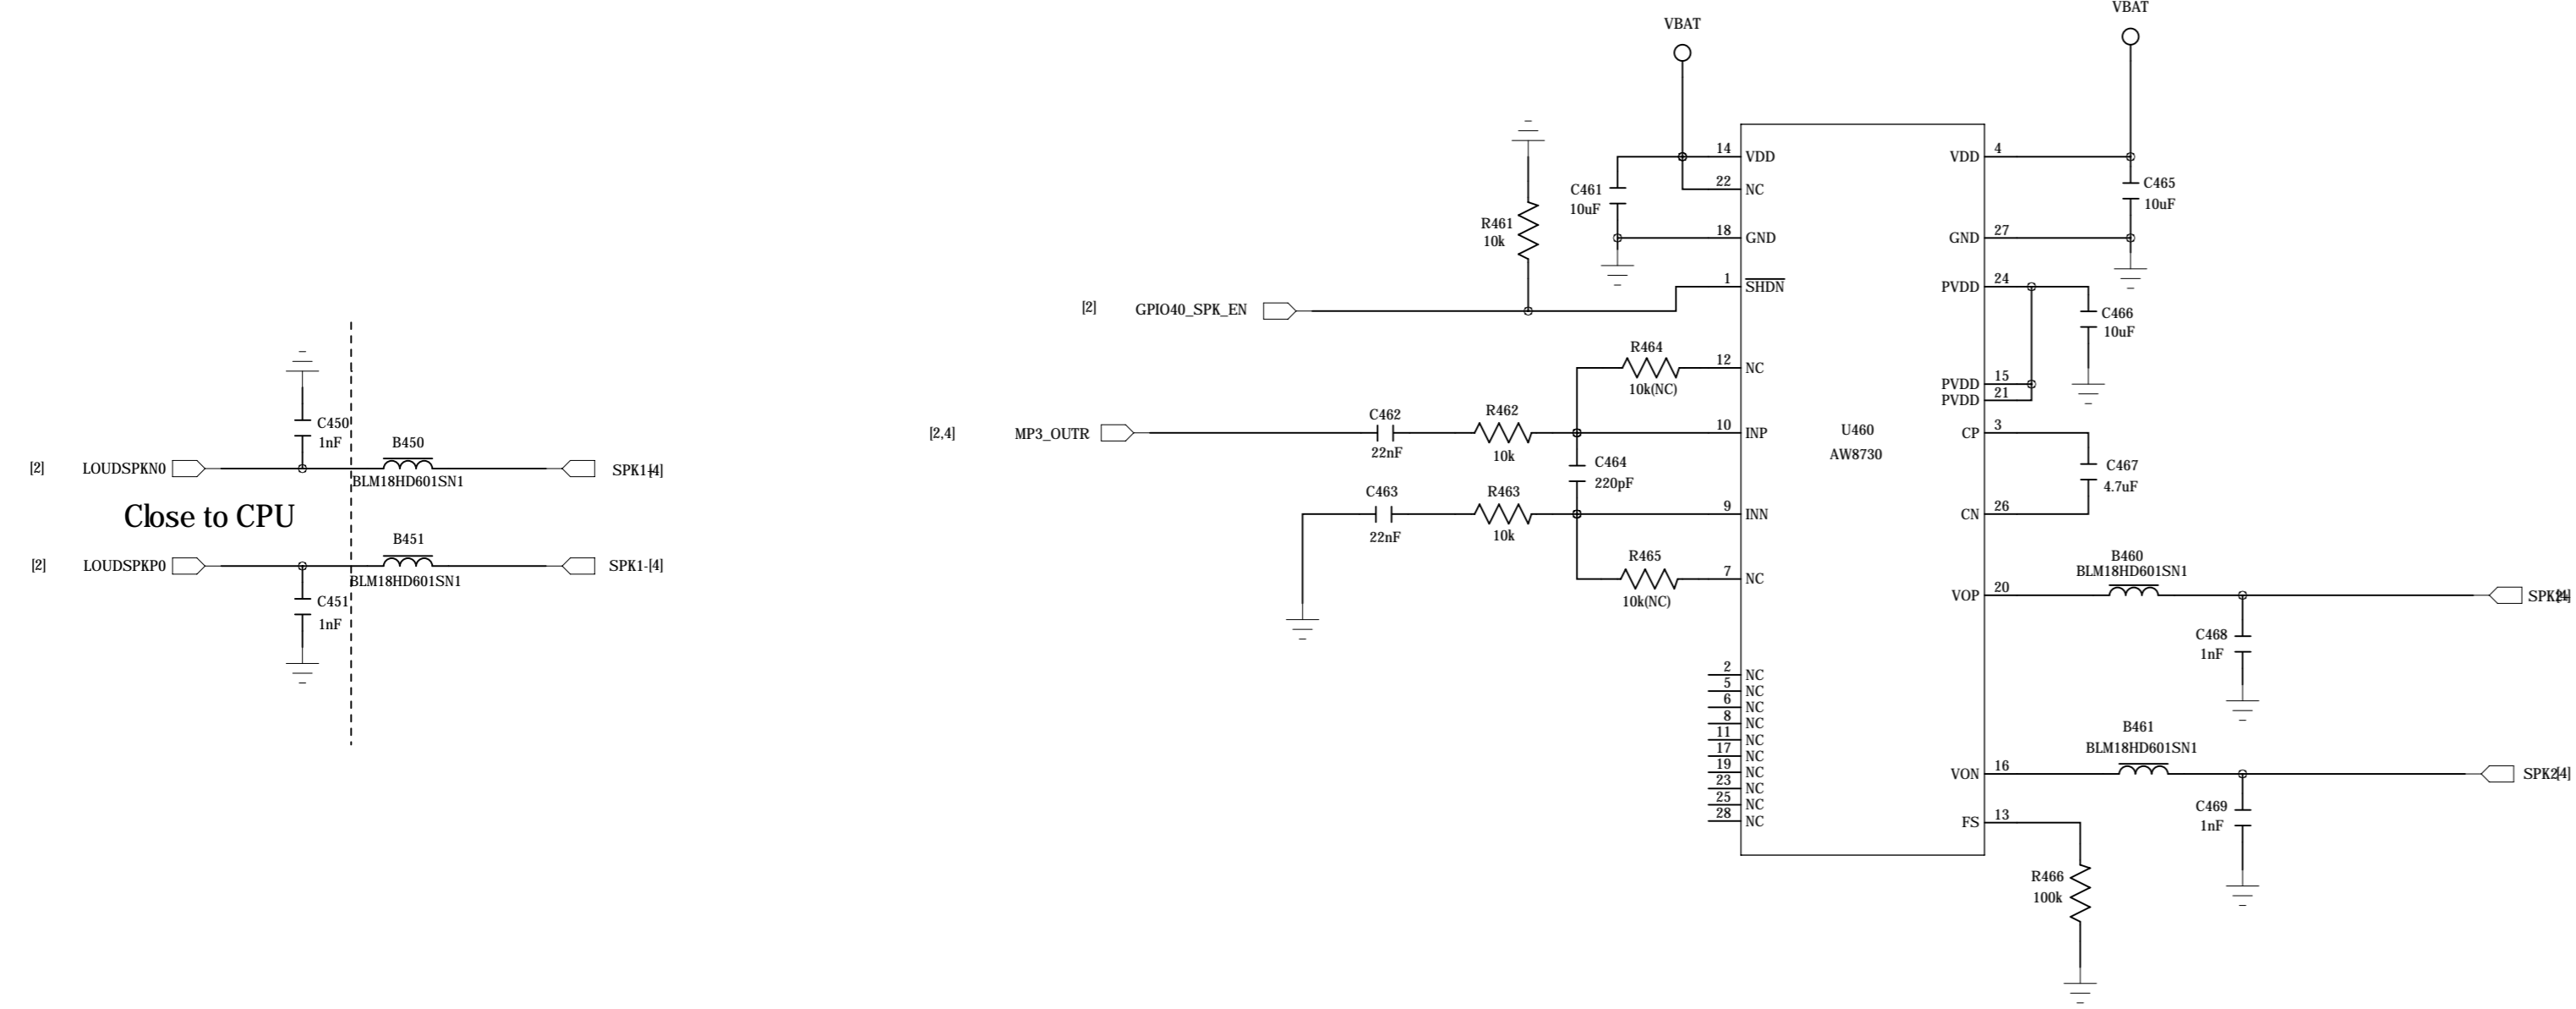 VBAT
VBAT
14 VDD
VDD 4
22 NC
C461
10uF
C465
10uF
R461
10k
18 GND
GND 27
1 SHDN
PVDD 24
[2] GPIO40_SPK_EN
C466
10uF
R464
10k(NC)
12 NC
PVDD 15
PVDD 21
C462
22nF
R462
10k
[2,4] MP3_OUTR
10 INP
U460
AW8730
CP 3
C464
220pF
C467
4.7uF
C463
22nF
R463
10k
9 INN
CN 26
R465
10k(NC)
7 NC
B460
BLM18HD601SN1
VOP 20
C468
1nF
2 NC
5 NC
6 NC
8 NC
11 NC
17 NC
19 NC
23 NC
25 NC
28 NC
B461
BLM18HD601SN1
VON 16
C469
1nF
FS 13
R466
100k
C450
1nF
B450
BLM18HD601SN1
[2] LOUDSPKN0
Close to CPU
B451
BLM18HD601SN1
[2] LOUDSPKP0
SPK1-[4]
C451
1nF